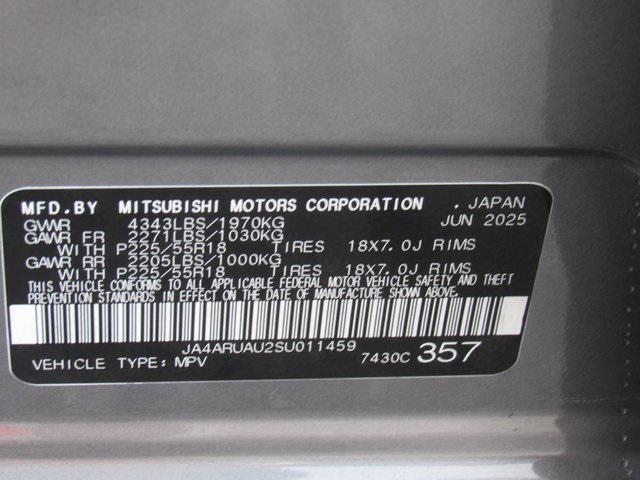 MFD.BY MITSUBISHI MOTORS CORPORATION , JAPAN
GVWR 4343LBS/1970KG JUN 2025
GAWR FR 2271LBS/1030KG
WITH P225/55R18 TIRES 18X7.0J RIMS
GAWR RR 2205LBS/1000KG
WITH P225/55R18 TIRES 18X7.0J RIMS
THIS VEHICLE CONFORMS TO ALL APPLICABLE FEDERAL MOTOR VEHICLE SAFETY AND THEFT
PREVENTION STANDARDS IN EFFECT ON THE DATE OF MANUFACTURE SHOWN ABOVE.
JA4ARUAU2SU011459
VEHICLE TYPE:MPV 7430C 357